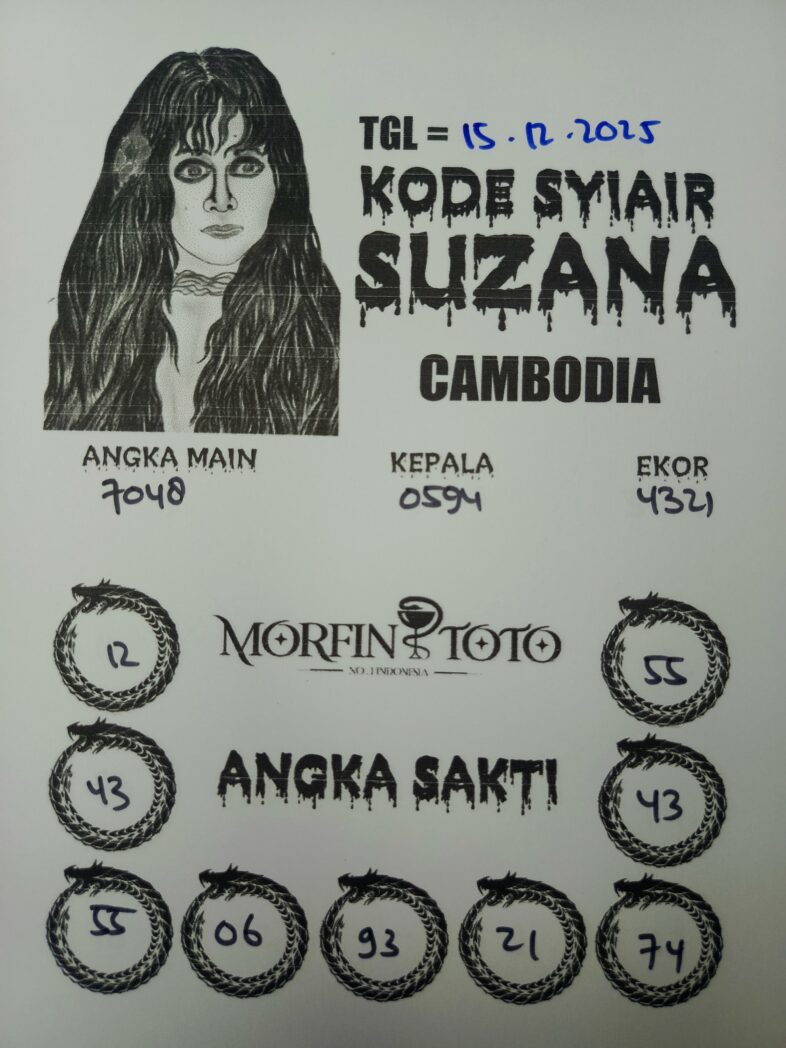 TGL = 15.12.2025
KODE SYIAIR
SUZANA
CAMBODIA
ANGKA MAIN KEPALA EKOR
7048 0594 4321
12 MORFIN TOTO 55
NO.1 INDONESIA
43 ANGKA SAKTI 43
55 06 93 21 74